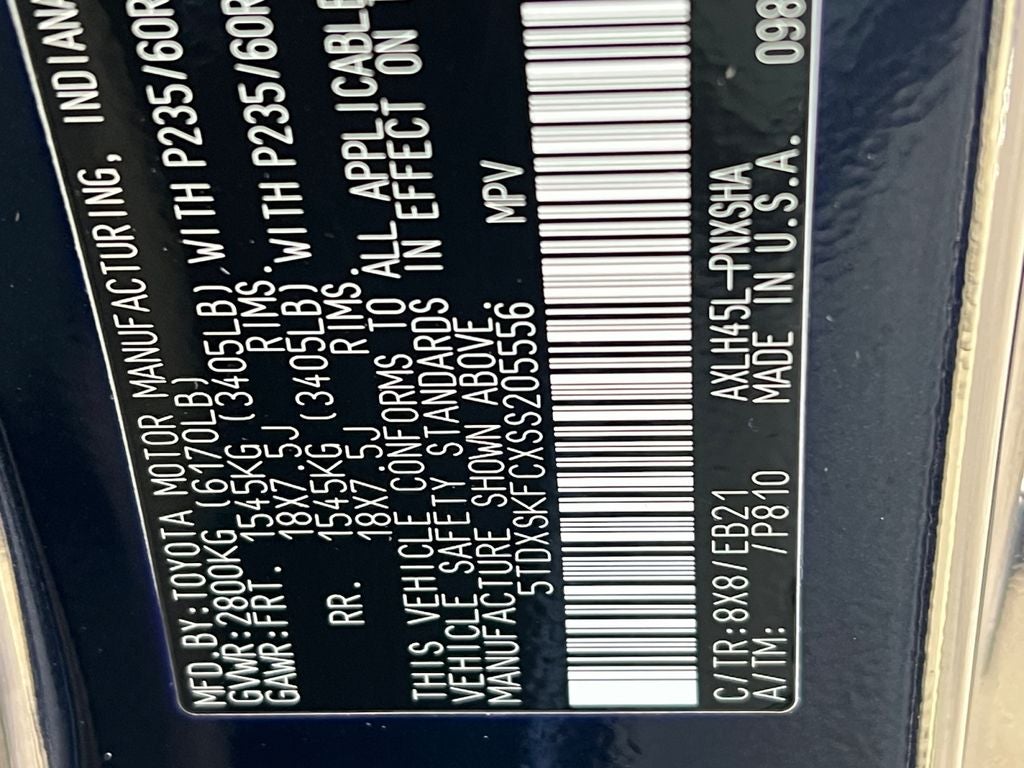 MFD.BY:TOYOTA MOTOR MANUFACTURING, INDIANA
GWR:2800KG (6170LB)
GAWR:FRT. 1545KG (3405LB) WITH P235/60R
18X7.5J RIMS.
RR. 1545KG (3405LB) WITH P235/60R
18X7.5J RIMS.
THIS VEHICLE CONFORMS TO ALL APPLICABLE
VEHICLE SAFETY STANDARDS IN EFFECT ON
MANUFACTURE SHOWN ABOVE.
5TDXSKFCXSS205556 MPV
C/TR:8X8/EB21 AXLH45L-PNXSHA
A/TM: /P810 MADE IN U.S.A. 098